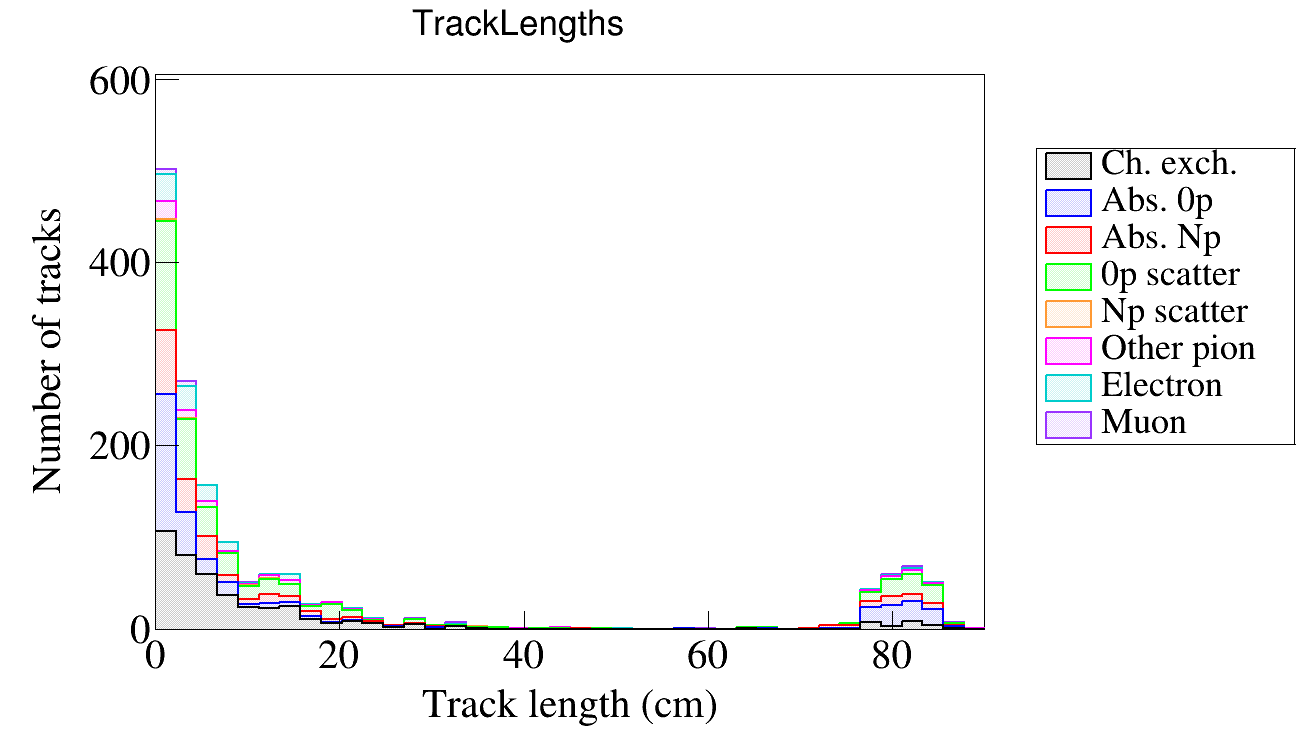 TrackLengths
600
400
200
0
Number of tracks
0 20 40 60 80
Track length (cm)
Ch. exch.
Abs. 0p
Abs. Np
0p scatter
Np scatter
Other pion
Electron
Muon